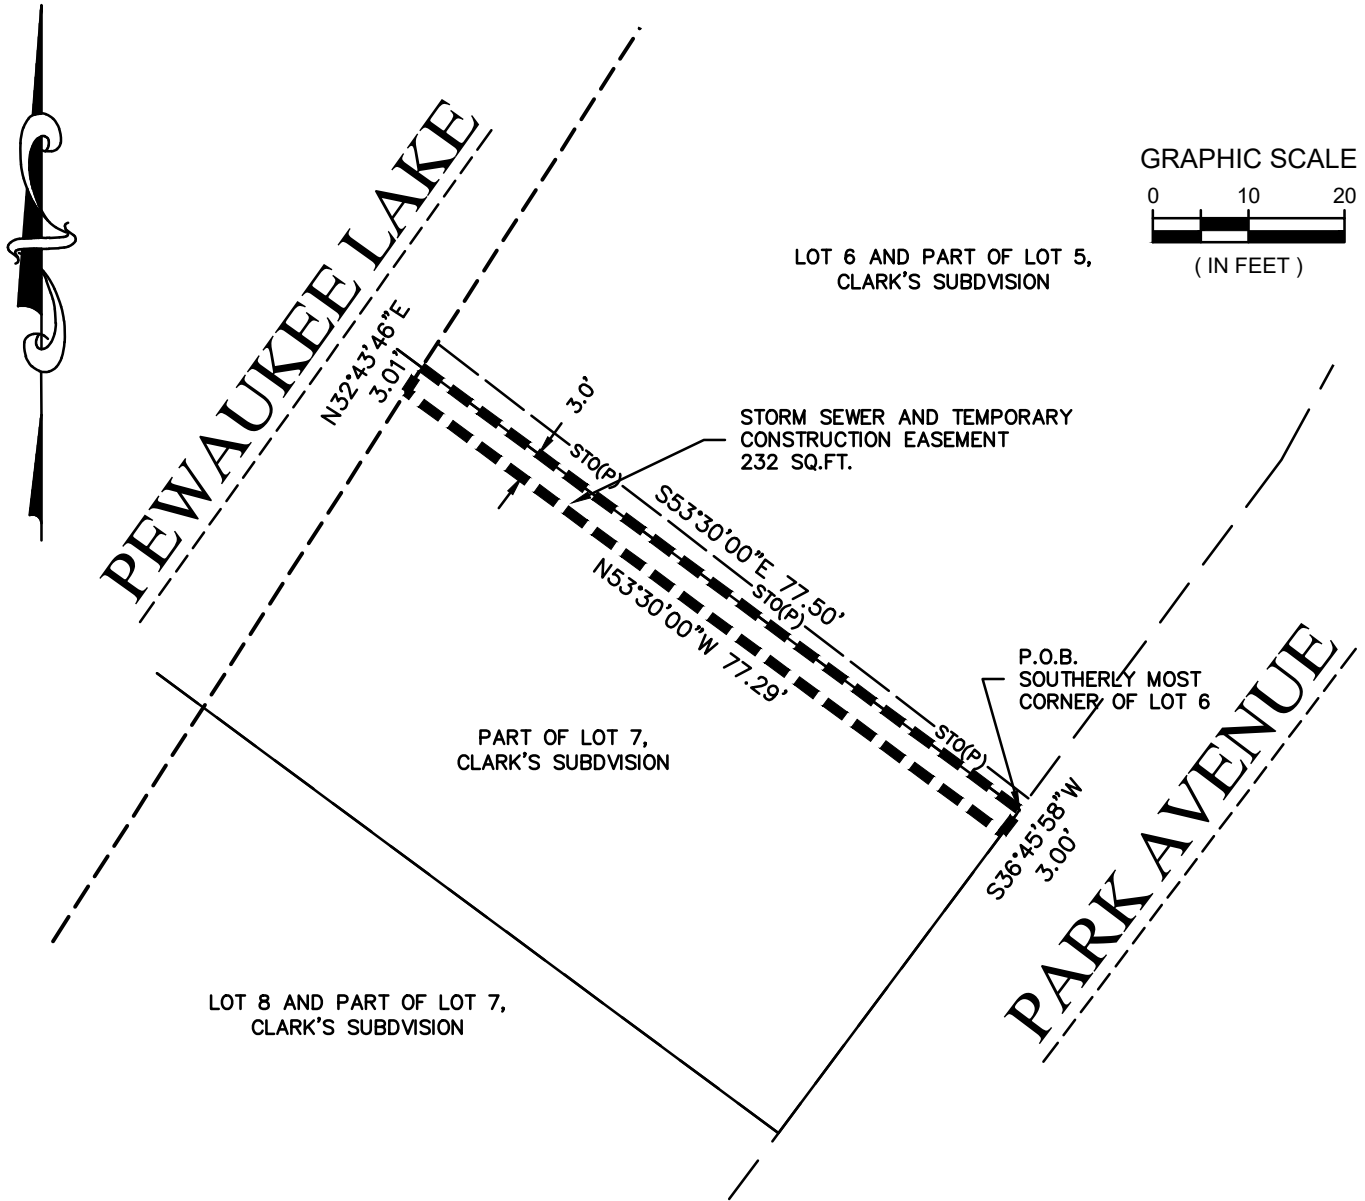 GRAPHIC SCALE
0 10 20
( IN FEET )
LOT 6 AND PART OF LOT 5,
CLARK'S SUBDVISION
PEWAUKEE LAKE
N32°43'46"E
3.01'
3.0'
STORM SEWER AND TEMPORARY
CONSTRUCTION EASEMENT
232 SQ.FT.
STO(P)
S53°30'00"E 77.50'
STO(P)
N53°30'00"W 77.29'
P.O.B.
SOUTHERLY MOST
CORNER OF LOT 6
STO(P)
PART OF LOT 7,
CLARK'S SUBDVISION
S36°45'58"W
3.00'
PARK AVENUE
LOT 8 AND PART OF LOT 7,
CLARK'S SUBDVISION